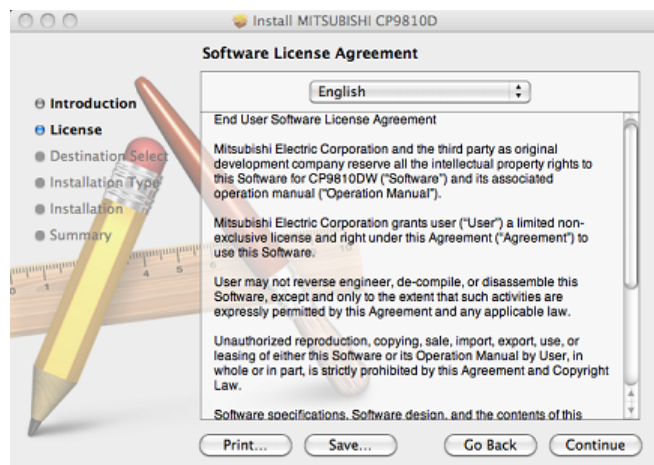 Install MITSUBISHI CP9810D
Software License Agreement
Introduction
License
Destination Select
Installation Type
Installation
Summary
English
End User Software License Agreement
Mitsubishi Electric Corporation and the third party as original
development company reserve all the intellectual property rights to
this Software for CP9810DW ("Software") and its associated
operation manual ("Operation Manual").
Mitsubishi Electric Corporation grants user ("User") a limited non-
exclusive license and right under this Agreement ("Agreement") to
use this Software.
User may not reverse engineer, de-compile, or disassemble this
Software, except and only to the extent that such activities are
expressly permitted by this Agreement and any applicable law.
Unauthorized reproduction, copying, sale, import, export, use, or
leasing of either this Software or its Operation Manual by User, in
whole or in part, is strictly prohibited by this Agreement and Copyright
Law.
Software specifications, Software design, and the contents of this
4 5
0 1
Print... Save... Go Back Continue